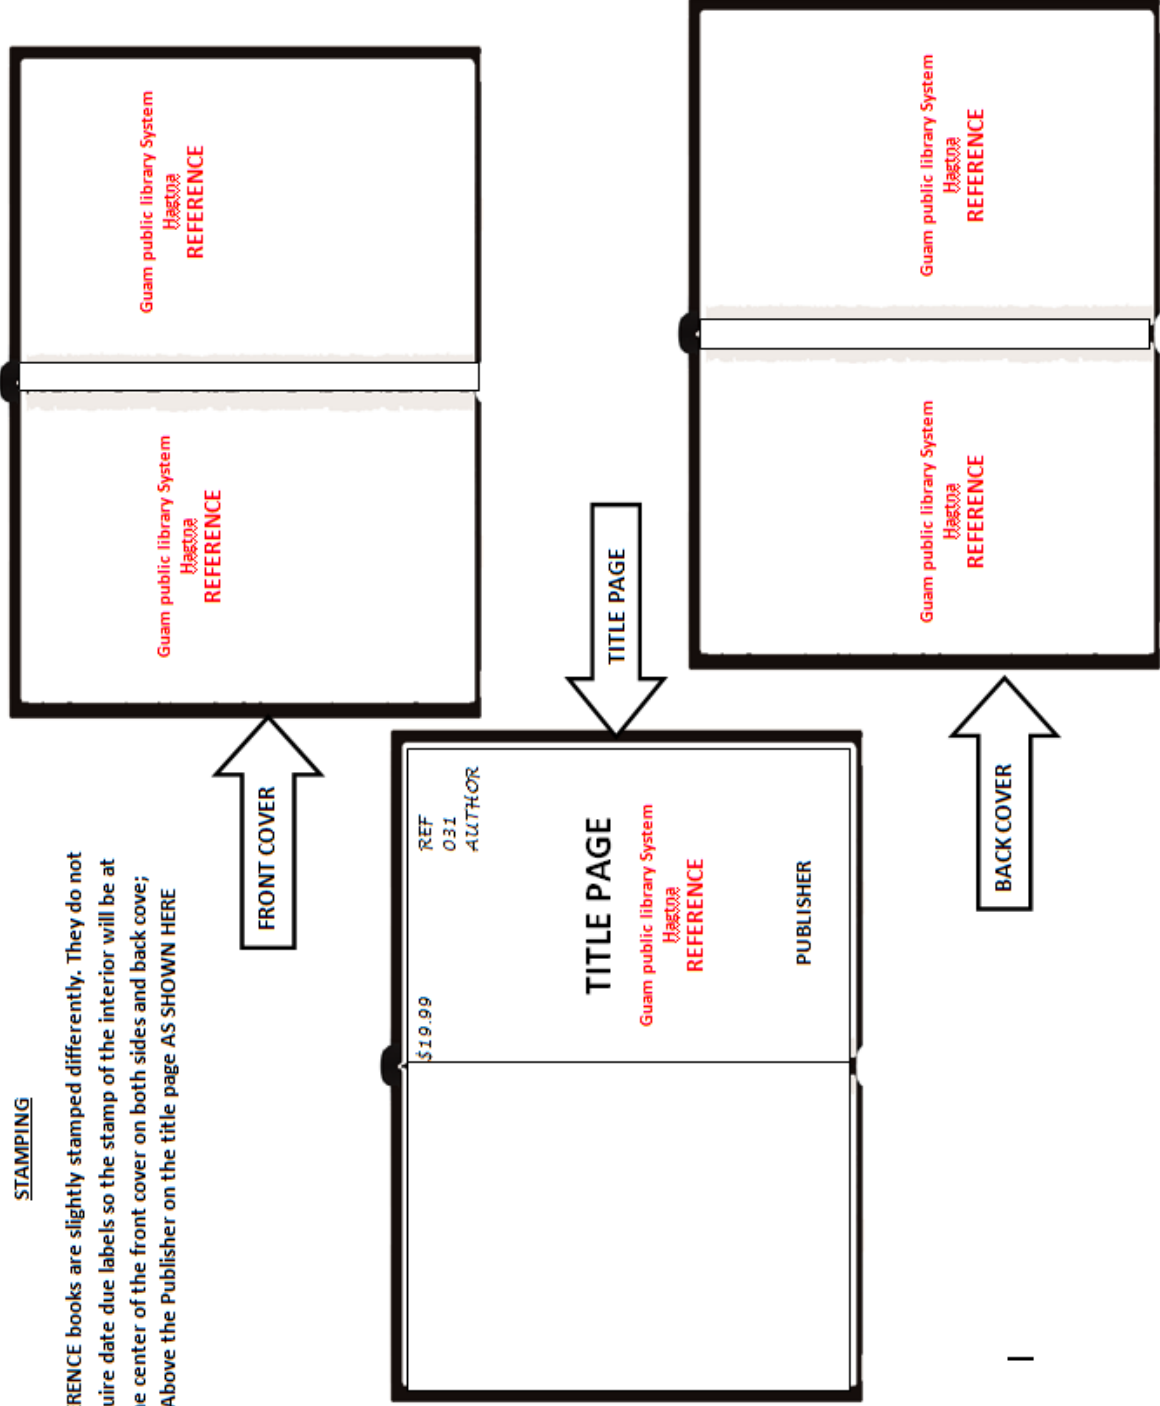 STAMPING
RENCE books are slightly stamped differently. They do not
uire date due labels so the stamp of the interior will be at
e center of the front cover on both sides and back cove;
Above the Publisher on the title page AS SHOWN HERE
FRONT COVER
Guam public library System
Hagtna
REFERENCE
Guam public library System
Hagtna
REFERENCE
TITLE PAGE
$19.99
REF
031
AUTHOR
TITLE PAGE
Guam public library System
Hagtna
REFERENCE
PUBLISHER
BACK COVER
Guam public library System
Hagtna
REFERENCE
Guam public library System
Hagtna
REFERENCE